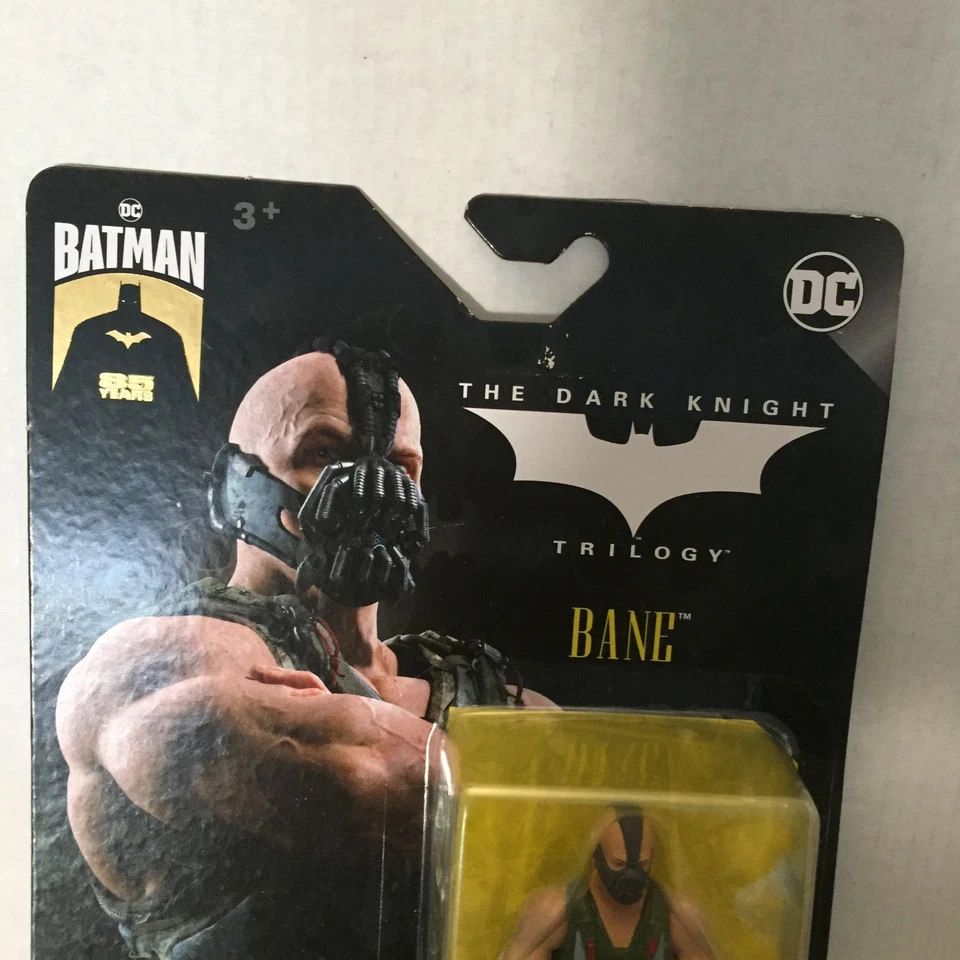 DC
BATMAN
85
YEARS
3+
DC
THE DARK KNIGHT
TRILOGY™
BANE™